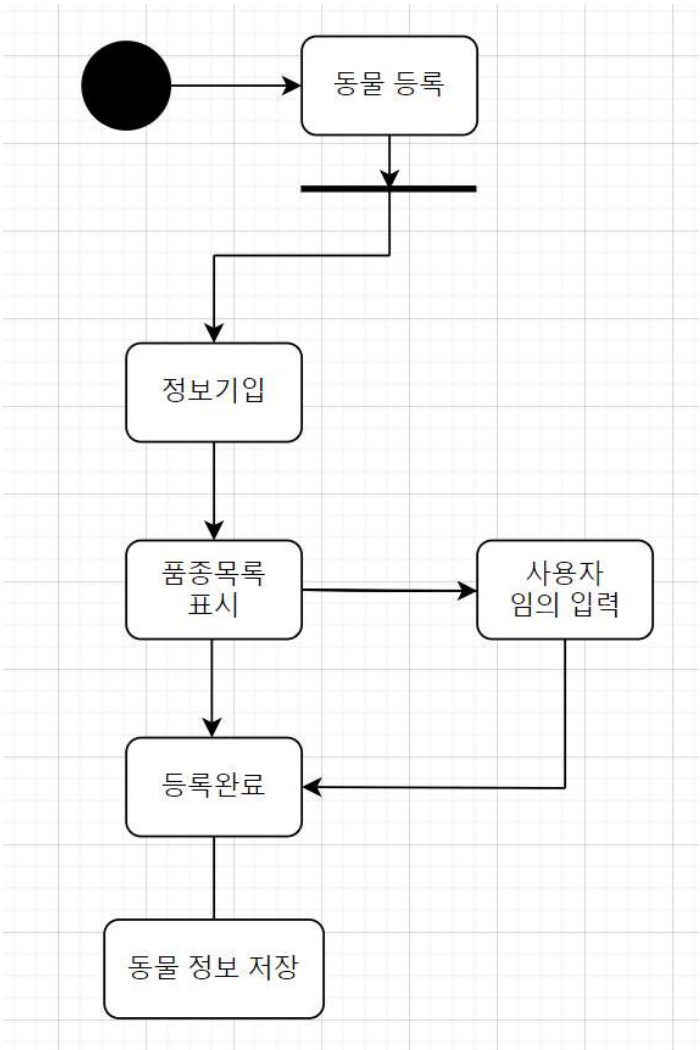 동물 등록
정보기입
품종목록
표시
사용자
임의 입력
등록완료
동물 정보 저장